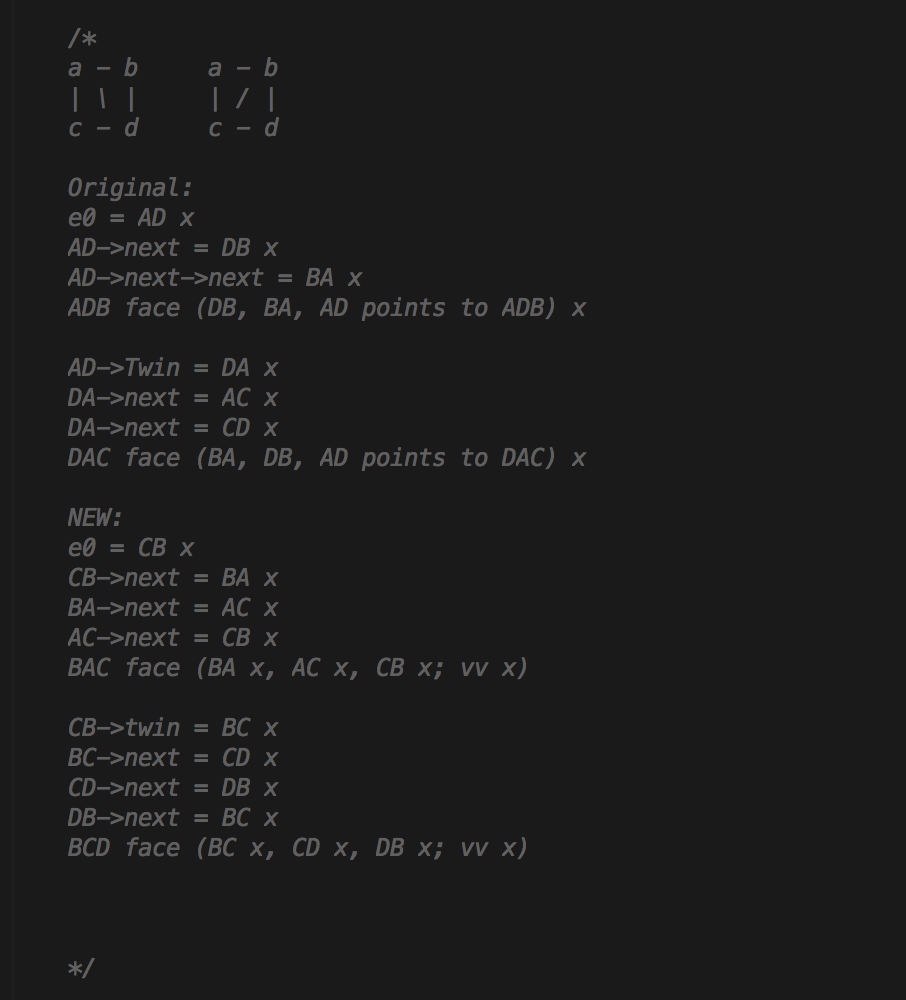 /*
a - b     a - b
| \ |     | / |
c - d     c - d
Original:
e0 = AD x
AD->next = DB x
AD->next->next = BA x
ADB face (DB, BA, AD points to ADB) x
AD->Twin = DA x
DA->next = AC x
DA->next = CD x
DAC face (BA, DB, AD points to DAC) x
NEW:
e0 = CB x
CB->next = BA x
BA->next = AC x
AC->next = CB x
BAC face (BA x, AC x, CB x; vv x)
CB->twin = BC x
BC->next = CD x
CD->next = DB x
DB->next = BC x
BCD face (BC x, CD x, DB x; vv x)
*/